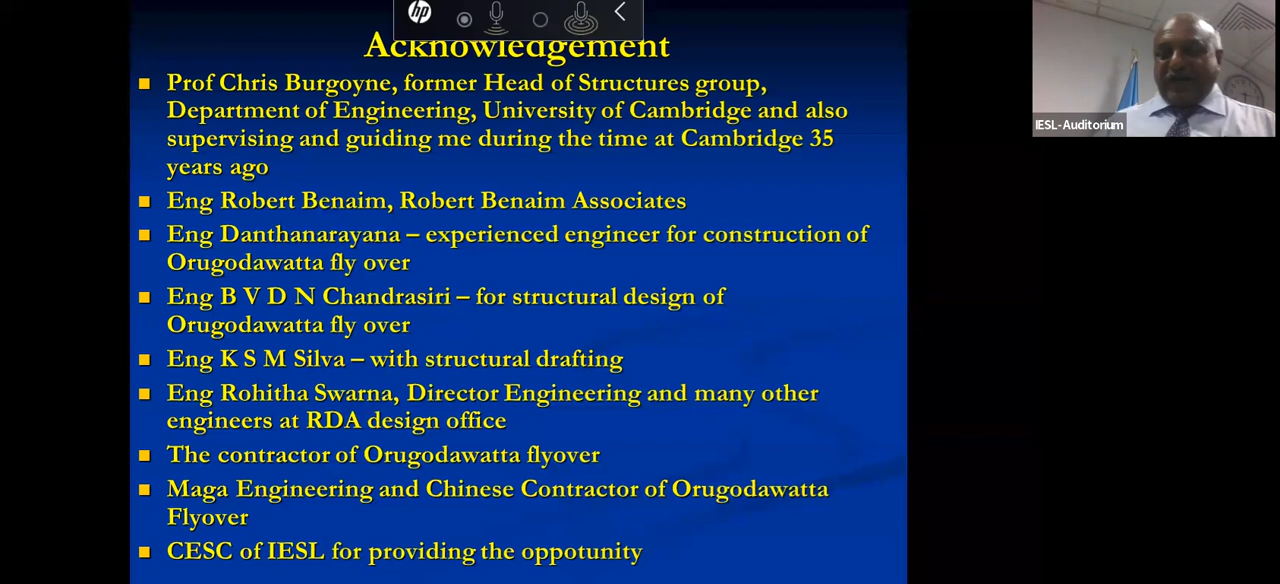 hp
Acknowledgement
Prof Chris Burgoyne, former Head of Structures group,
Department of Engineering, University of Cambridge and also
supervising and guiding me during the time at Cambridge 35
years ago
Eng Robert Benaim, Robert Benaim Associates
Eng Danthanarayana – experienced engineer for construction of
Orugodawatta fly over
Eng B V D N Chandrasiri – for structural design of
Orugodawatta fly over
Eng K S M Silva – with structural drafting
Eng Rohitha Swarna, Director Engineering and many other
engineers at RDA design office
The contractor of Orugodawatta flyover
Maga Engineering and Chinese Contractor of Orugodawatta
Flyover
CESC of IESL for providing the oppotunity
IESL-Auditorium